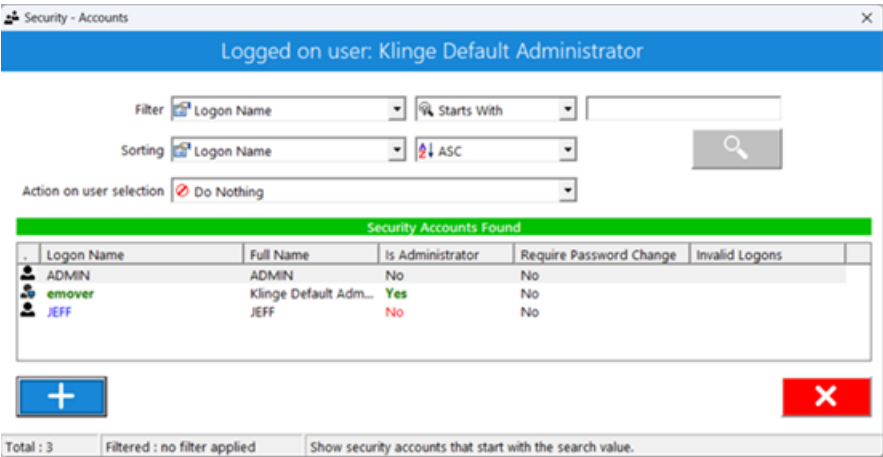 Security - Accounts
Logged on user: Klinge Default Administrator
Filter Logon Name Starts With
Sorting Logon Name ASC
Action on user selection Do Nothing
Security Accounts Found
. Logon Name Full Name Is Administrator Require Password Change Invalid Logons
ADMIN ADMIN No No
emover Klinge Default Adm... Yes No
JEFF JEFF No No
Total : 3 Filtered : no filter applied Show security accounts that start with the search value.